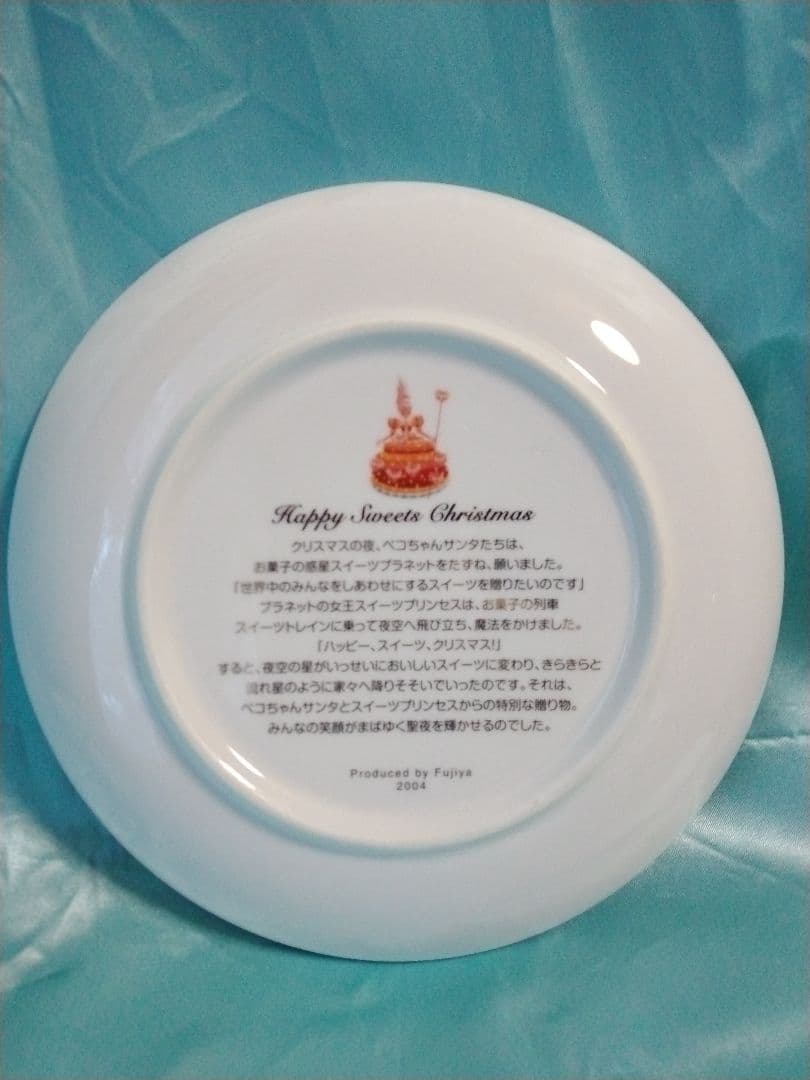 Happy Sweets Christmas
クリスマスの夜、ペコちゃんサンタたちは、
お菓子の惑星スイーツプラネットをたずね、願いました。
「世界中のみんなをしあわせにするスイーツを贈りたいのです」
プラネットの女王スイーツプリンセスは、お菓子の列車
スイーツトレインに乗って夜空へ飛び立ち、魔法をかけました。
「ハッピー、スイーツ、クリスマス!」
すると、夜空の星がいっせいにおいしいスイーツに変わり、きらきらと
流れ星のように家々へ降りそそいでいったのです。それは、
ペコちゃんサンタとスイーツプリンセスからの特別な贈り物。
みんなの笑顔がまばゆく聖夜を輝かせるのでした。
Produced by Fujiya
2004